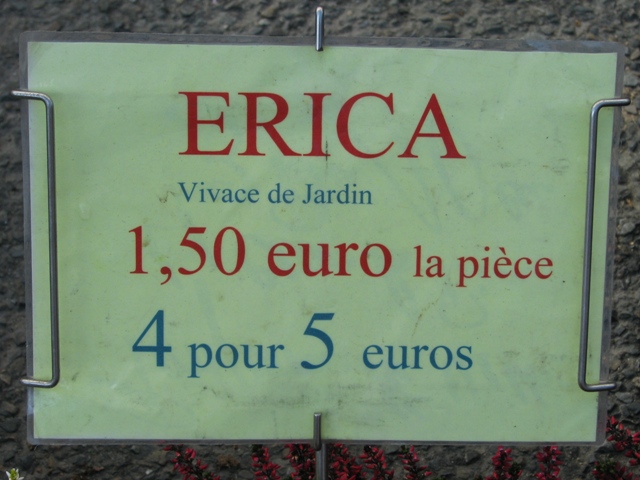 ERICA
Vivace de Jardin
1,50 euro la pièce
4 pour 5 euros